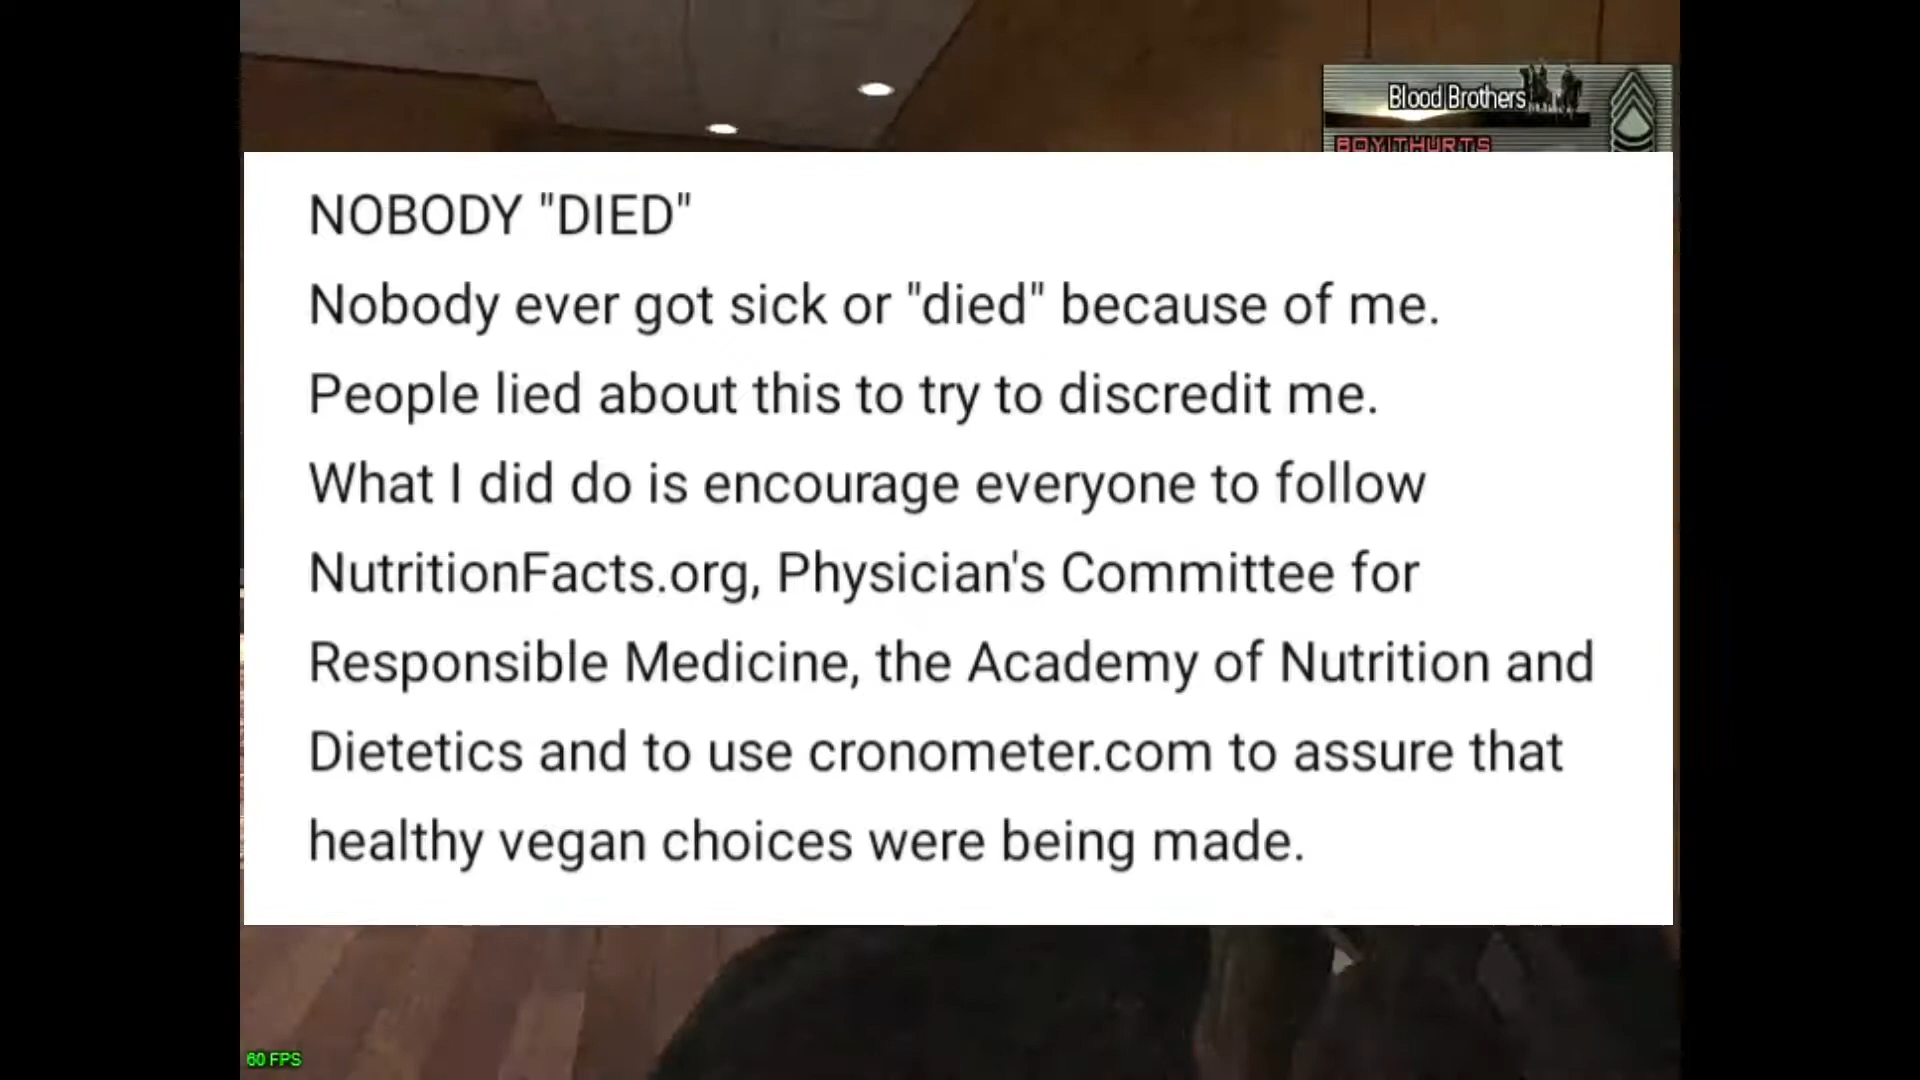 Blood Brothers
BOYITHURTS
NOBODY "DIED"
Nobody ever got sick or "died" because of me.
People lied about this to try to discredit me.
What I did do is encourage everyone to follow
NutritionFacts.org, Physician's Committee for
Responsible Medicine, the Academy of Nutrition and
Dietetics and to use cronometer.com to assure that
healthy vegan choices were being made.
60 FPS